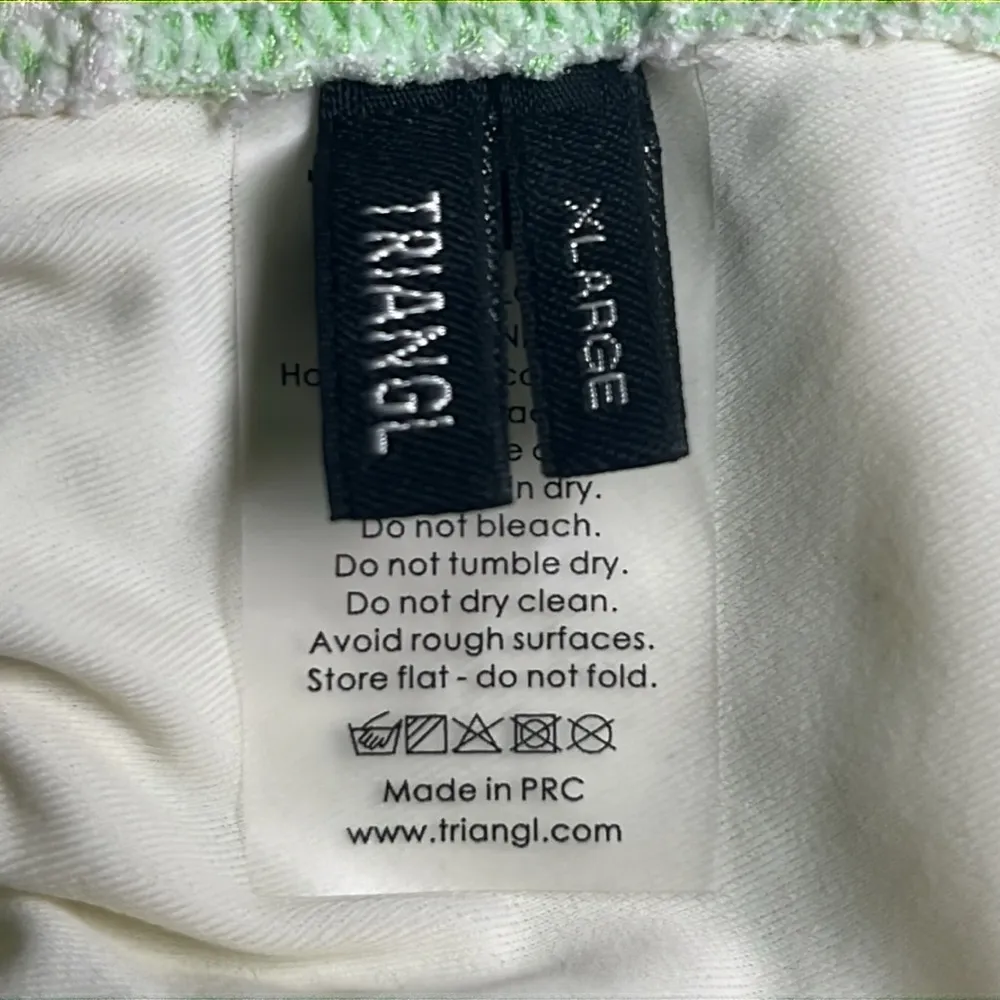 TRIANGL
XLARGE
n dry.
Do not bleach.
Do not tumble dry.
Do not dry clean.
Avoid rough surfaces.
Store flat - do not fold.
Made in PRC
www.triangl.com